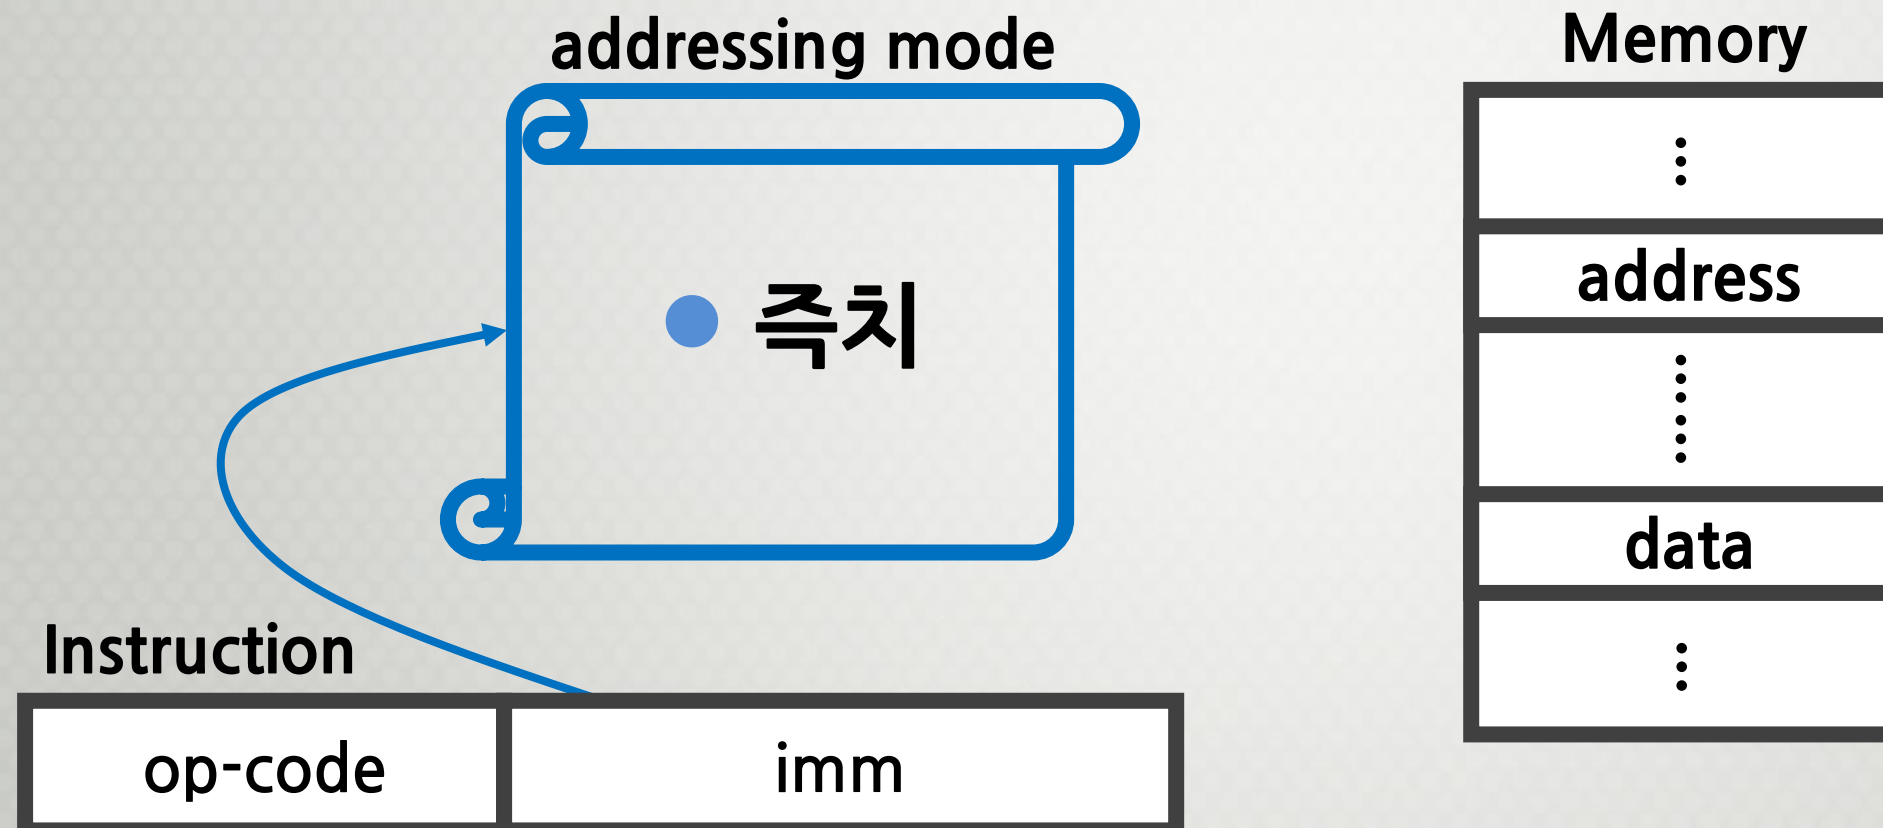 addressing mode
• 즉치
Instruction
op-code
imm
Memory
⋮
address
⋮
data
⋮